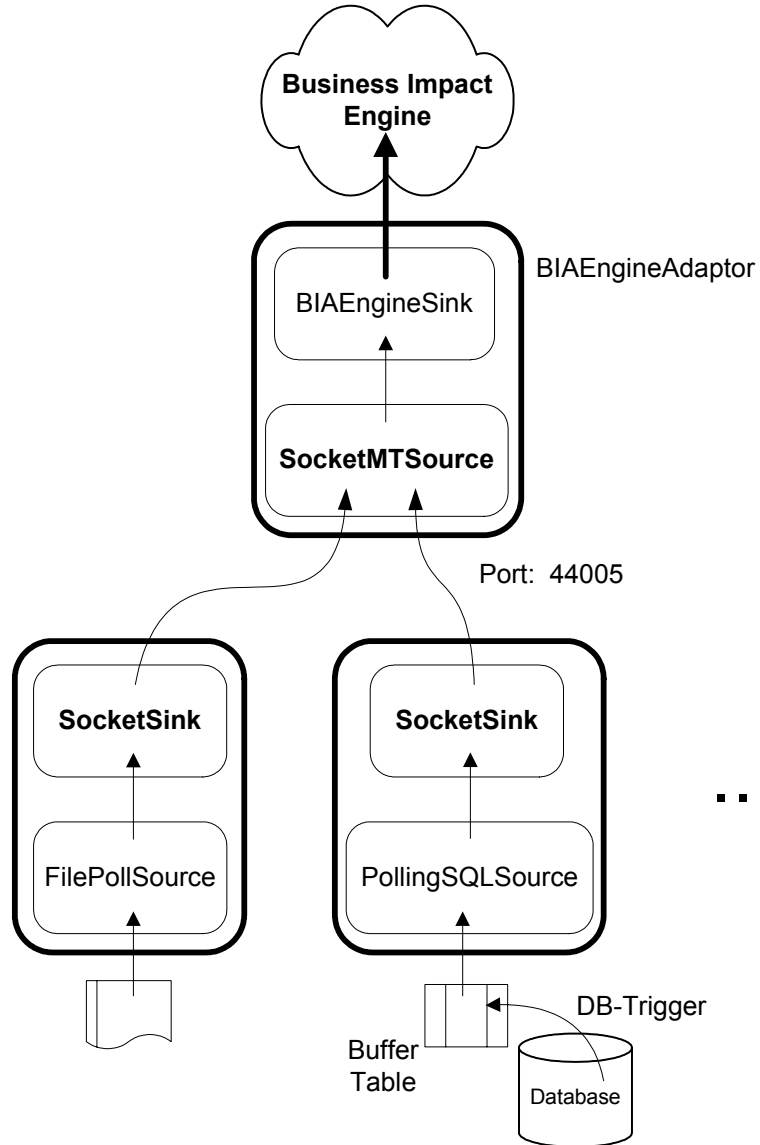 Business Impact
Engine
BIAEngineAdaptor
BIAEngineSink
SocketMTSource
Port: 44005
SocketSink
SocketSink
..
FilePollSource
PollingSQLSource
DB-Trigger
Buffer
Table
Database